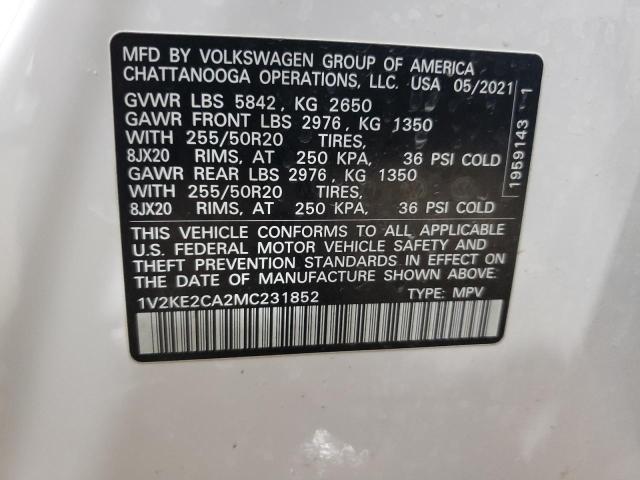 MFD BY VOLKSWAGEN GROUP OF AMERICA
CHATTANOOGA OPERATIONS, LLC. USA 05/2021
GVWR LBS 5842, KG 2650
GAWR FRONT LBS 2976, KG 1350
WITH 255/50R20 TIRES,
8JX20 RIMS, AT 250 KPA, 36 PSI COLD
GAWR REAR LBS 2976, KG 1350
WITH 255/50R20 TIRES,
8JX20 RIMS, AT 250 KPA, 36 PSI COLD
THIS VEHICLE CONFORMS TO ALL APPLICABLE
U.S. FEDERAL MOTOR VEHICLE SAFETY AND
THEFT PREVENTION STANDARDS IN EFFECT ON
THE DATE OF MANUFACTURE SHOWN ABOVE.
1V2KE2CA2MC231852 TYPE: MPV
1959143 1